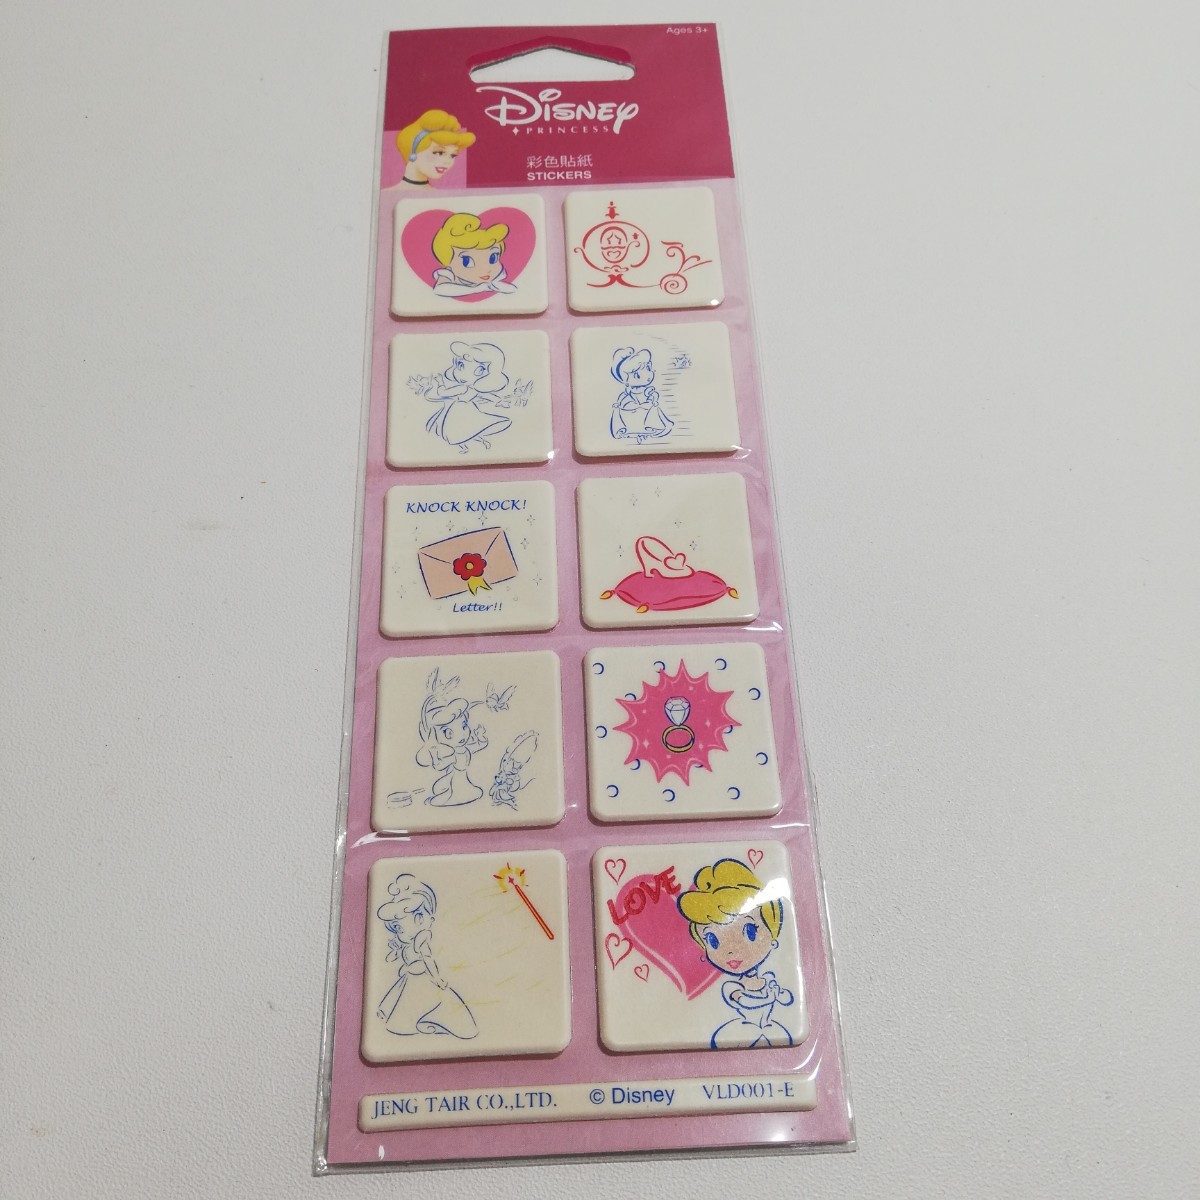 Ages 3+
Disney
PRINCESS
彩色貼紙
STICKERS
KNOCK KNOCK!
Letter!!
LOVE
JENG TAIR CO.,LTD. © Disney VLD001-E